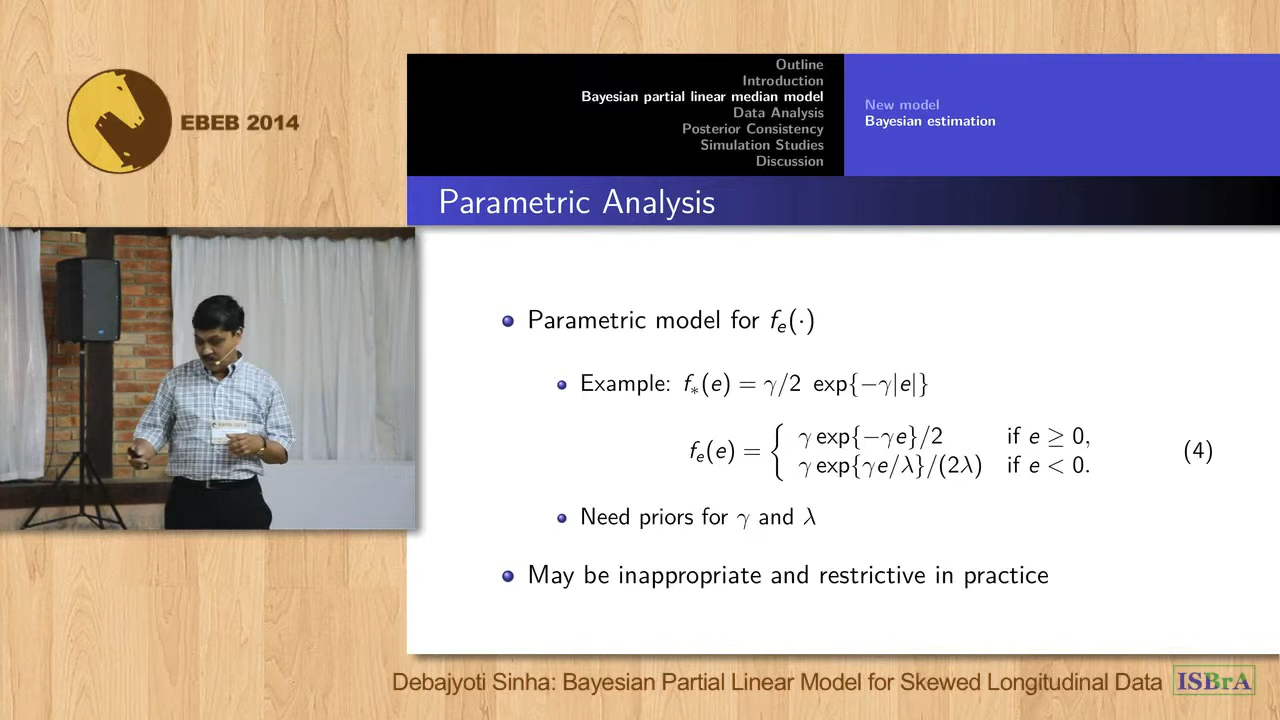 EBEB 2014
Outline
Introduction
Bayesian partial linear median model
Data Analysis
Posterior Consistency
Simulation Studies
Discussion
New model
Bayesian estimation
Parametric Analysis
Parametric model for fₑ(·)
Example: f∗(e) = γ/2 exp{−γ|e|}
fₑ(e) = { γ exp{−γe}/2 if e ≥ 0,
γ exp{γe/λ}/(2λ) if e < 0. (4)
Need priors for γ and λ
May be inappropriate and restrictive in practice
Debajyoti Sinha: Bayesian Partial Linear Model for Skewed Longitudinal Data ISBrA